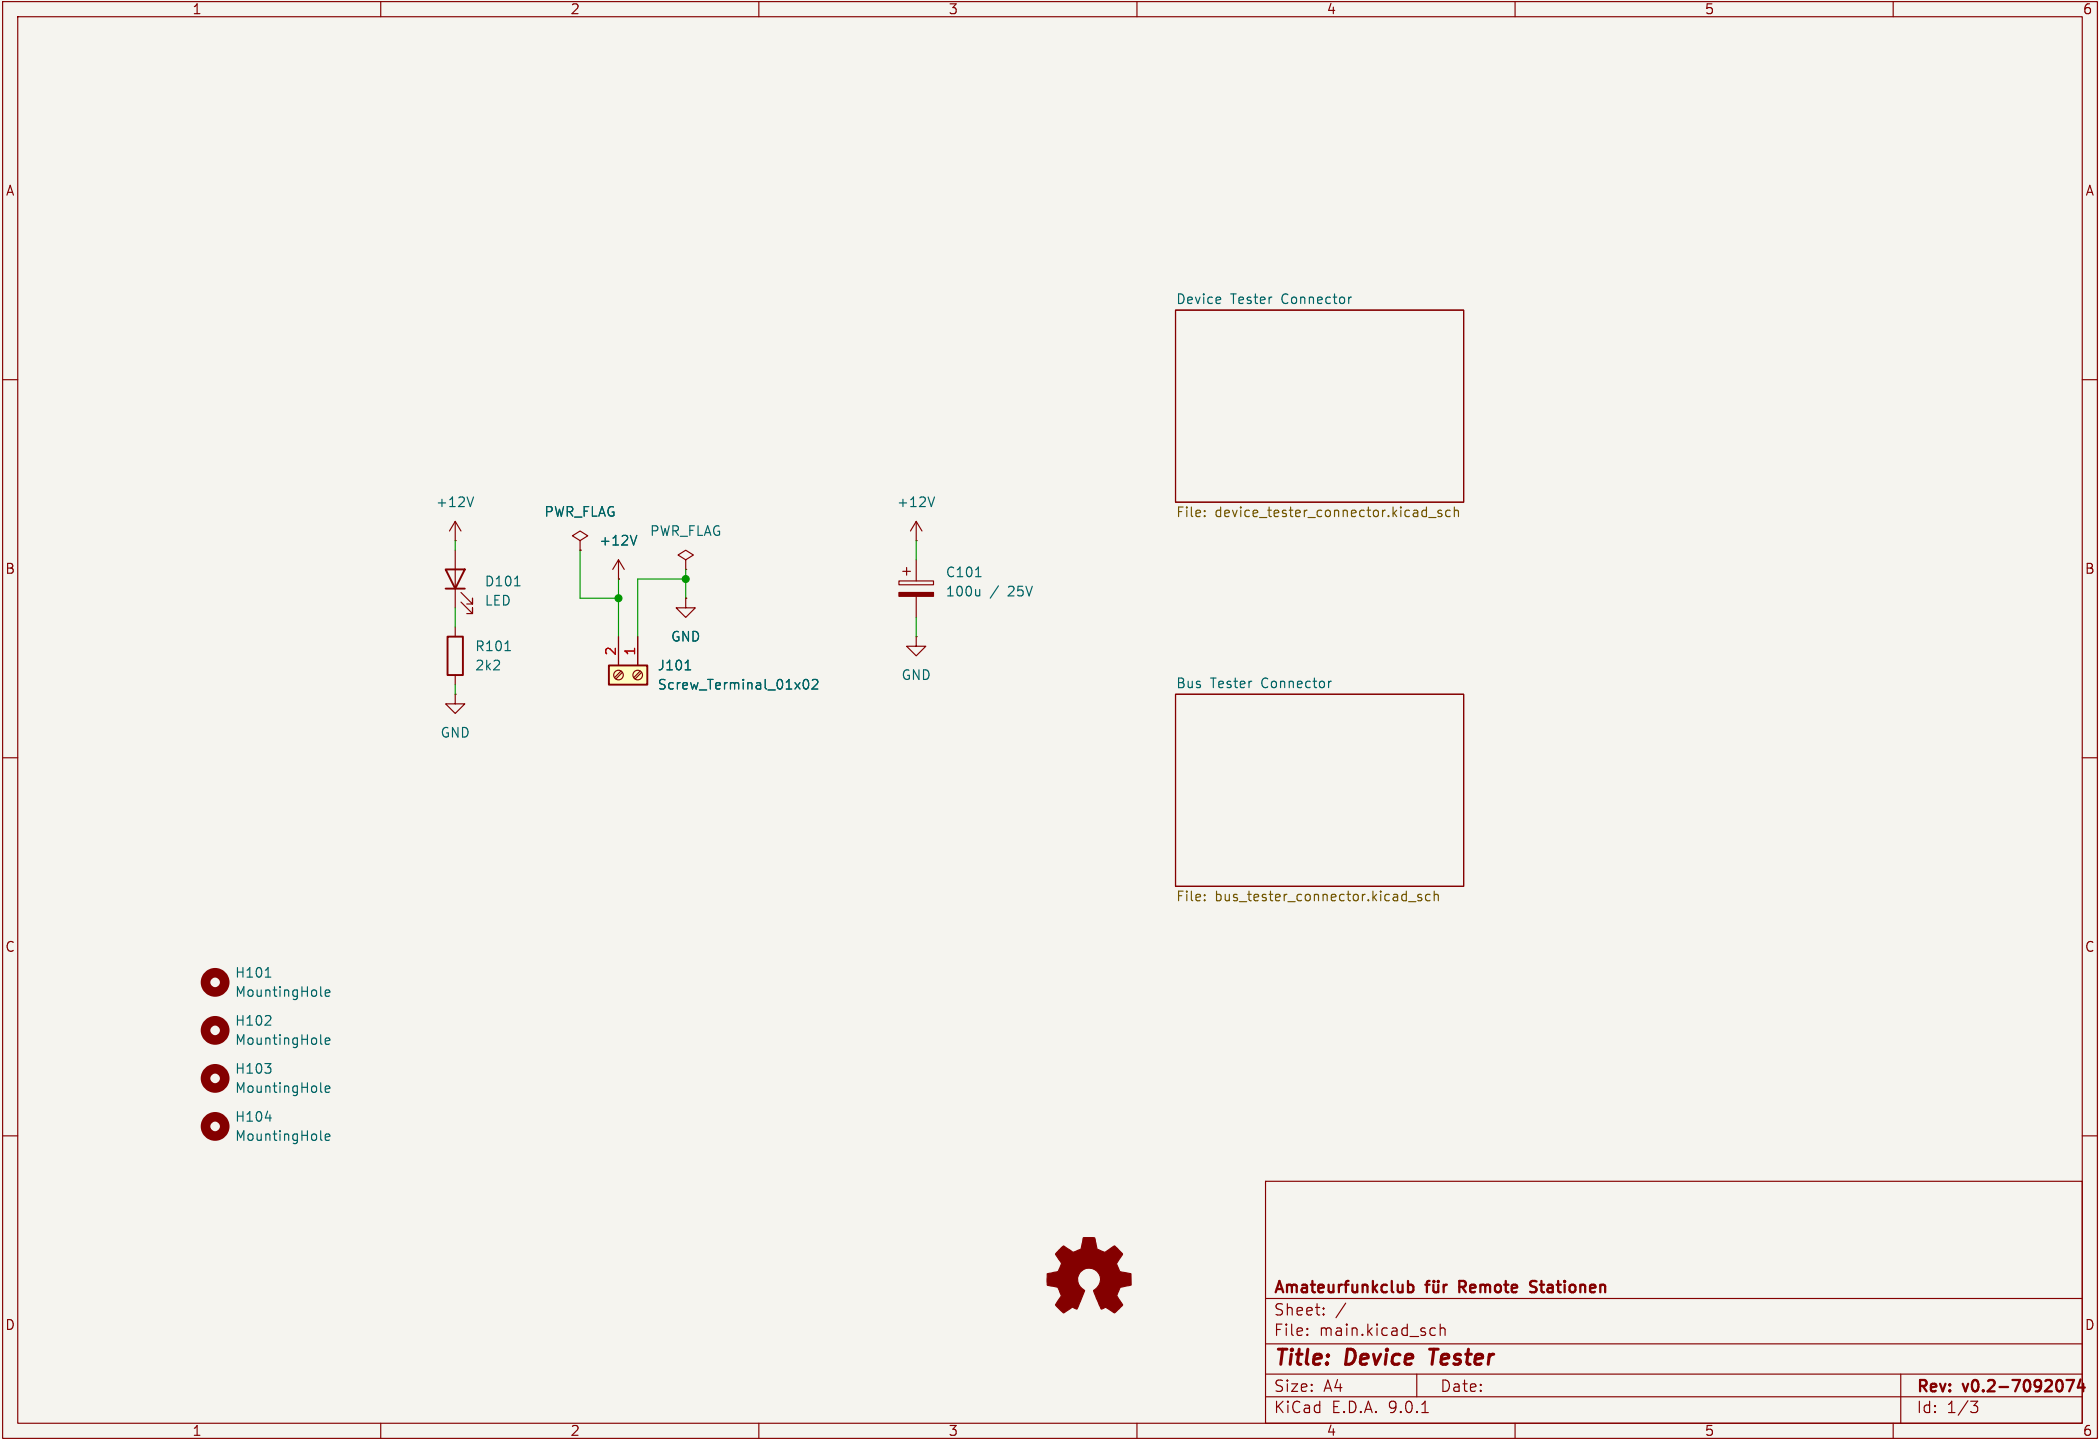 1 2 3 4 5 6
A A
Device Tester Connector
File: device_tester_connector.kicad_sch
+12V
D101
LED
R101
2k2
GND
PWR_FLAG
+12V
PWR_FLAG
GND
2 1
J101
Screw_Terminal_01x02
+12V
+
C101
100u / 25V
GND
B B
Bus Tester Connector
File: bus_tester_connector.kicad_sch
C C
H101
MountingHole
H102
MountingHole
H103
MountingHole
H104
MountingHole
D D
Amateurfunkclub für Remote Stationen
Sheet: /
File: main.kicad_sch
Title: Device Tester
Size: A4 Date: Rev: v0.2-7092074
KiCad E.D.A. 9.0.1 Id: 1/3
1 2 3 4 5 6